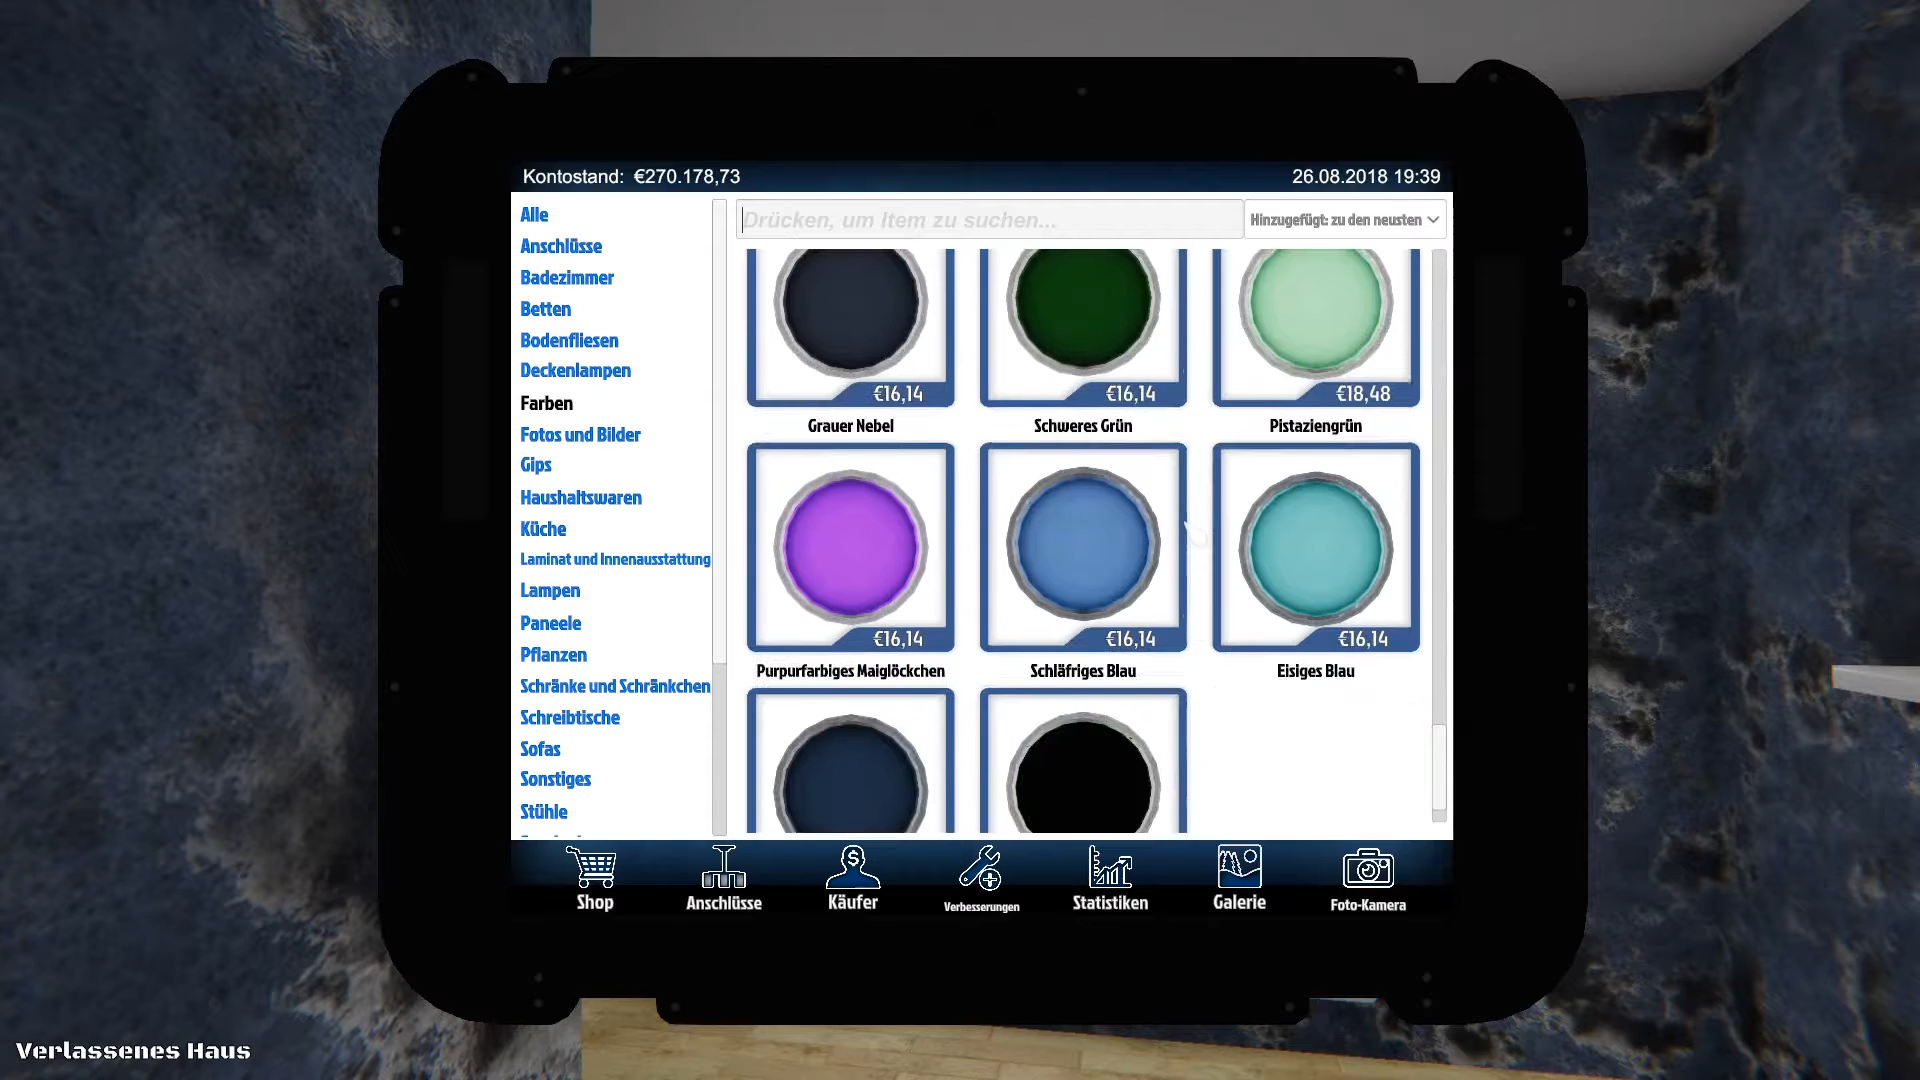 Kontostand: €270.178,73
26.08.2018 19:39
Alle
Anschlüsse
Badezimmer
Betten
Bodenfliesen
Deckenlampen
Farben
Fotos und Bilder
Gips
Haushaltswaren
Küche
Laminat und Innenausstattung
Lampen
Paneele
Pflanzen
Schränke und Schränkchen
Schreibtische
Sofas
Sonstiges
Stühle
Drücken, um Item zu suchen...
Hinzugefügt: zu den neusten
€16,14
€16,14
€18,48
Grauer Nebel
Schweres Grün
Pistaziengrün
€16,14
€16,14
€16,14
Purpurfarbiges Maiglöckchen
Schläfriges Blau
Eisiges Blau
Shop
Anschlüsse
Käufer
Verbesserungen
Statistiken
Galerie
Foto-Kamera
Verlassenes Haus